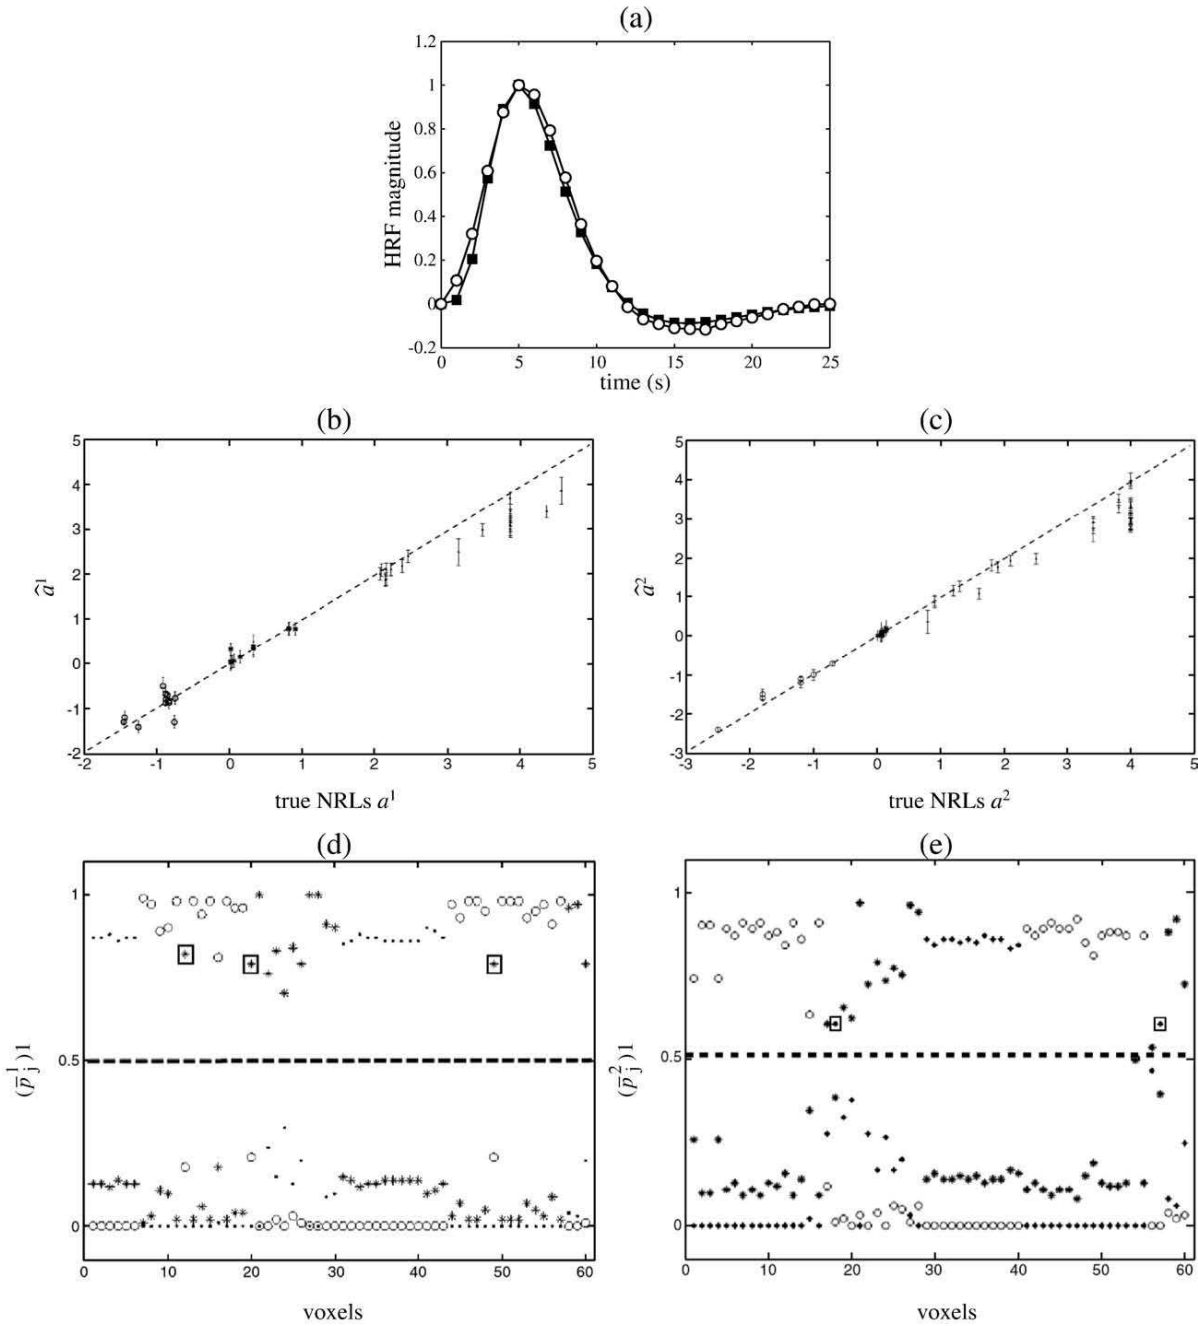 (a)
1.2
1
0.8
0.6
0.4
0.2
0
-0.2
HRF magnitude
0 5 10 15 20 25
time (s)
(b)
5
4
3
2
1
0
-1
-2
â¹
-2 -1 0 1 2 3 4 5
true NRLs a¹
(c)
5
4
3
2
1
0
-1
-2
-3
â²
-3 -2 -1 0 1 2 3 4 5
true NRLs a²
(d)
1
0.5
0
(p̅ 1 j)1
0 10 20 30 40 50 60
voxels
(e)
1
0.5
0
(p̅ 2 j)1
0 10 20 30 40 50 60
voxels